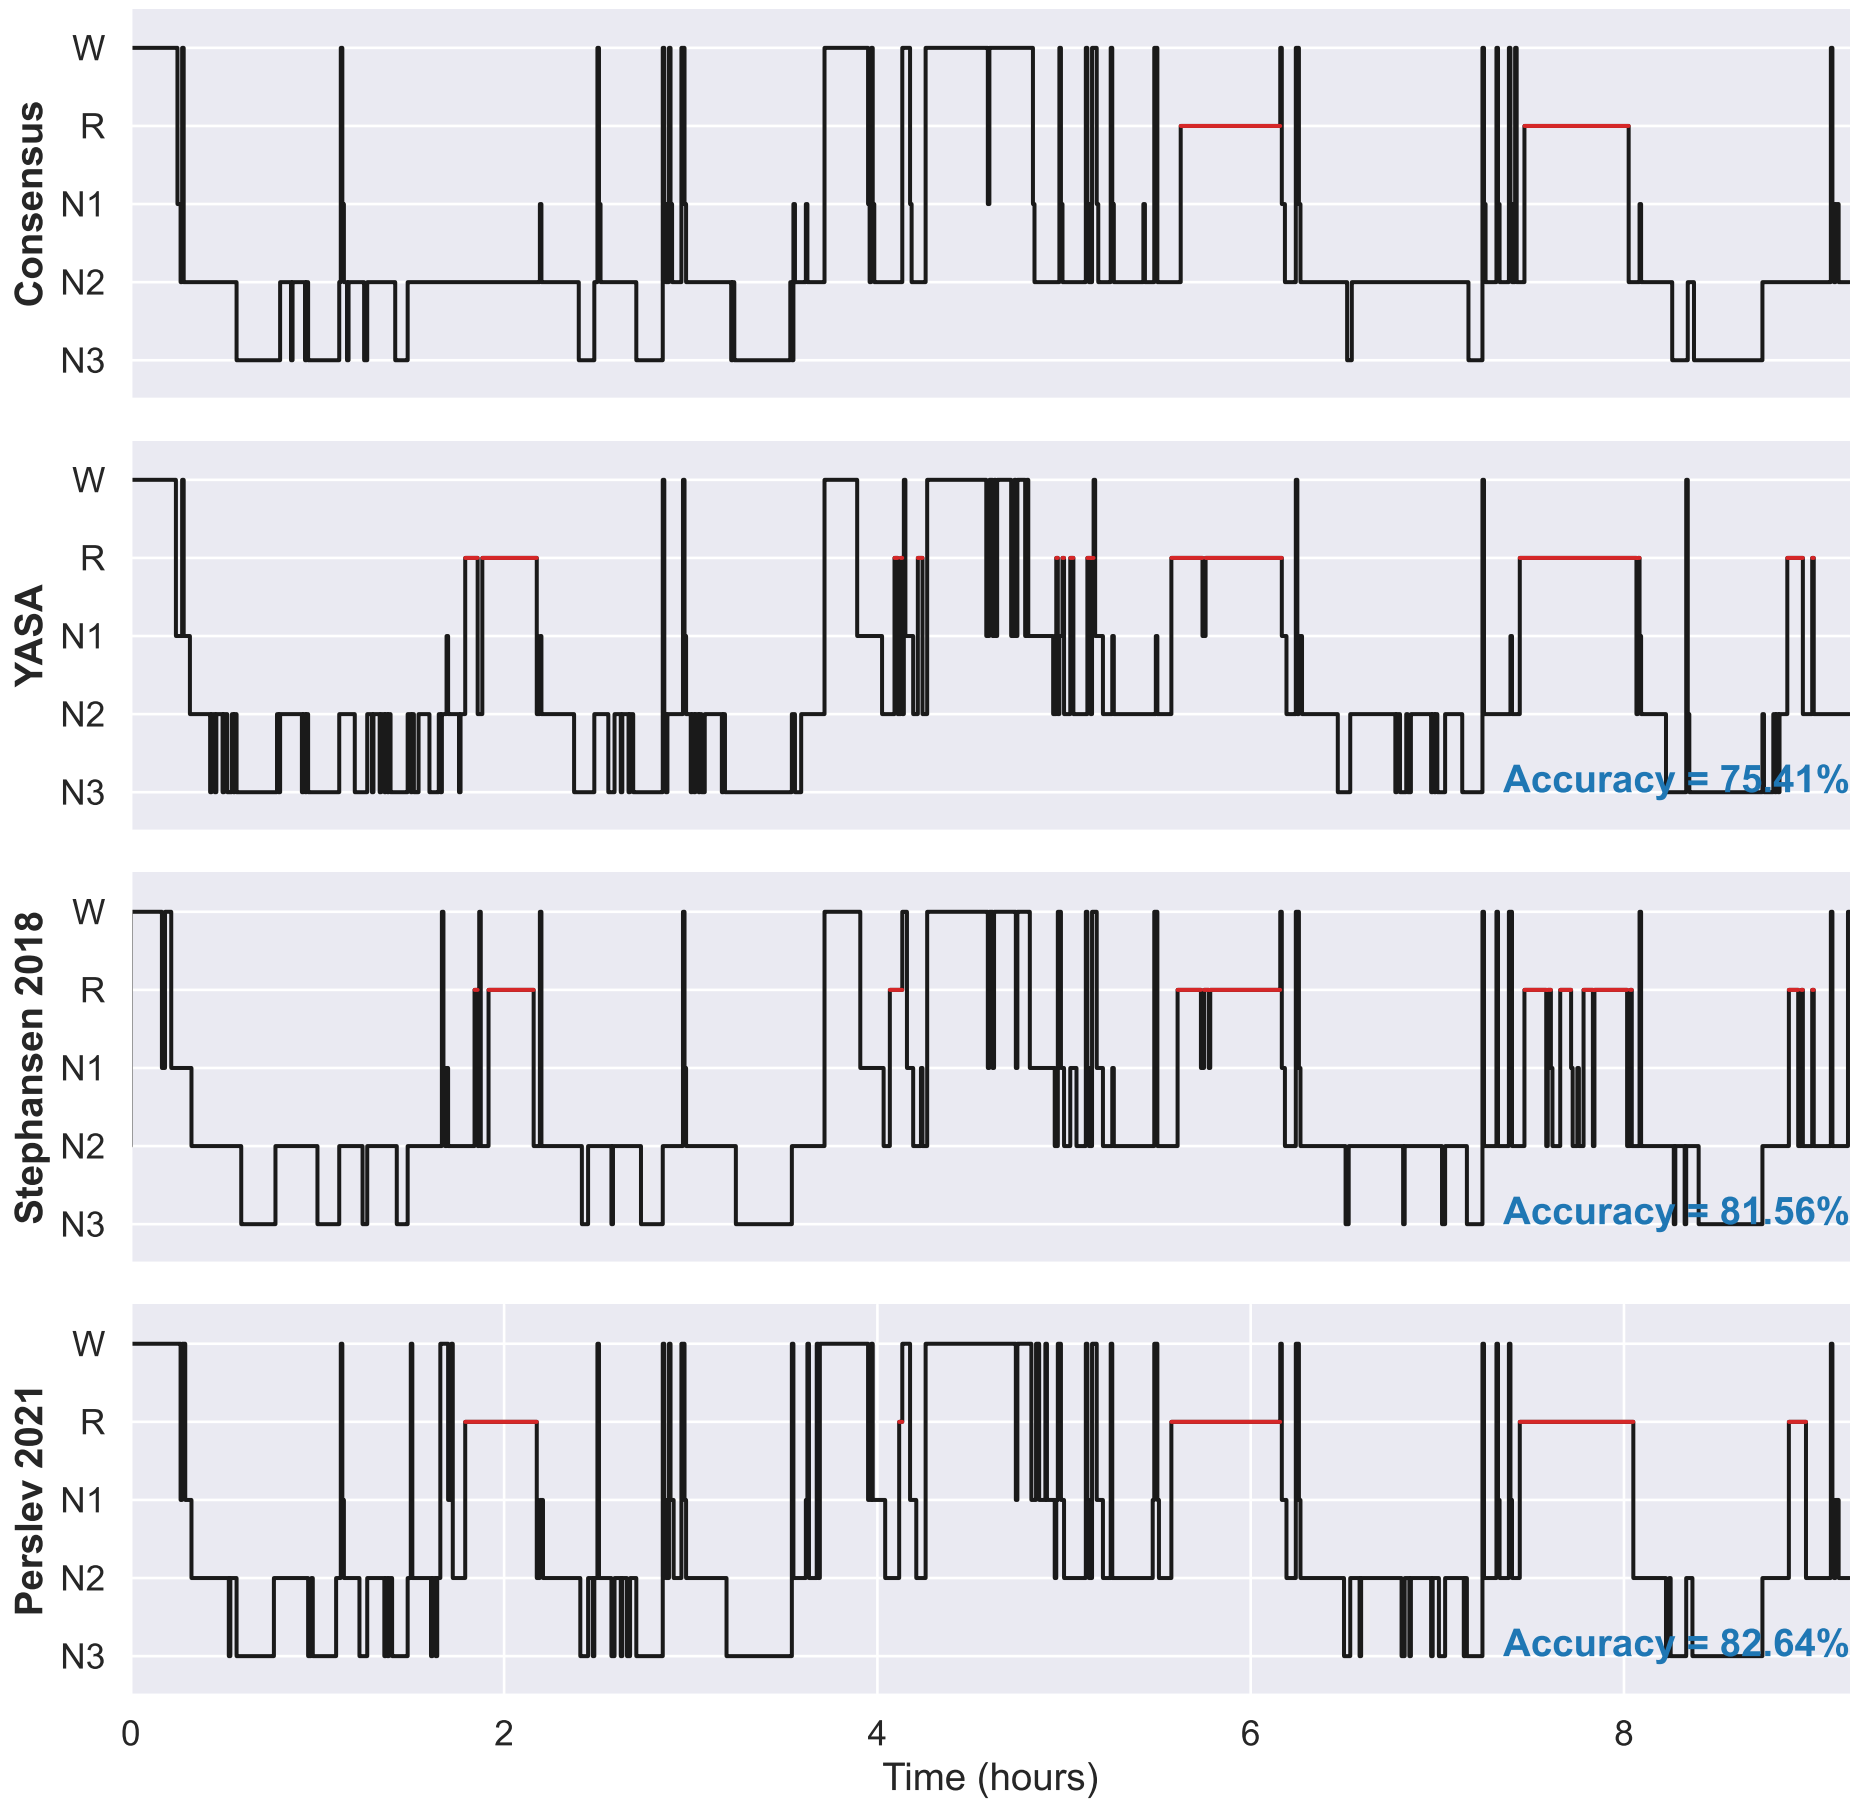 Consensus
W
R
N1
N2
N3
YASA
W
R
N1
N2
N3
Accuracy = 75.41%
Stephansen 2018
W
R
N1
N2
N3
Accuracy = 81.56%
Perslev 2021
W
R
N1
N2
N3
Accuracy = 82.64%
0 2 4 6 8
Time (hours)